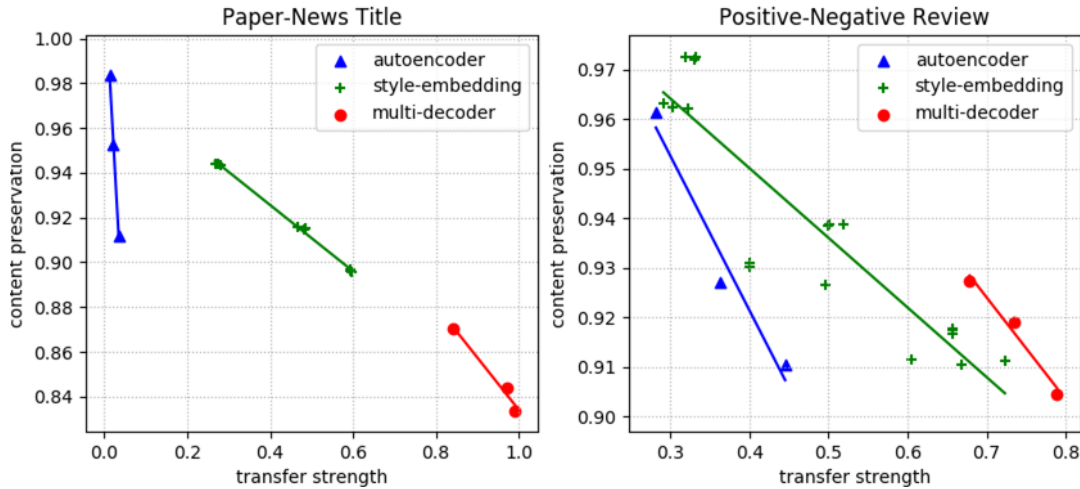 Paper-News Title
1.00
0.98
0.96
0.94
0.92
0.90
0.88
0.86
0.84
content preservation
0.0
0.2
0.4
0.6
0.8
1.0
transfer strength
autoencoder
style-embedding
multi-decoder
Positive-Negative Review
0.97
0.96
0.95
0.94
0.93
0.92
0.91
0.90
content preservation
0.3
0.4
0.5
0.6
0.7
0.8
transfer strength
autoencoder
style-embedding
multi-decoder